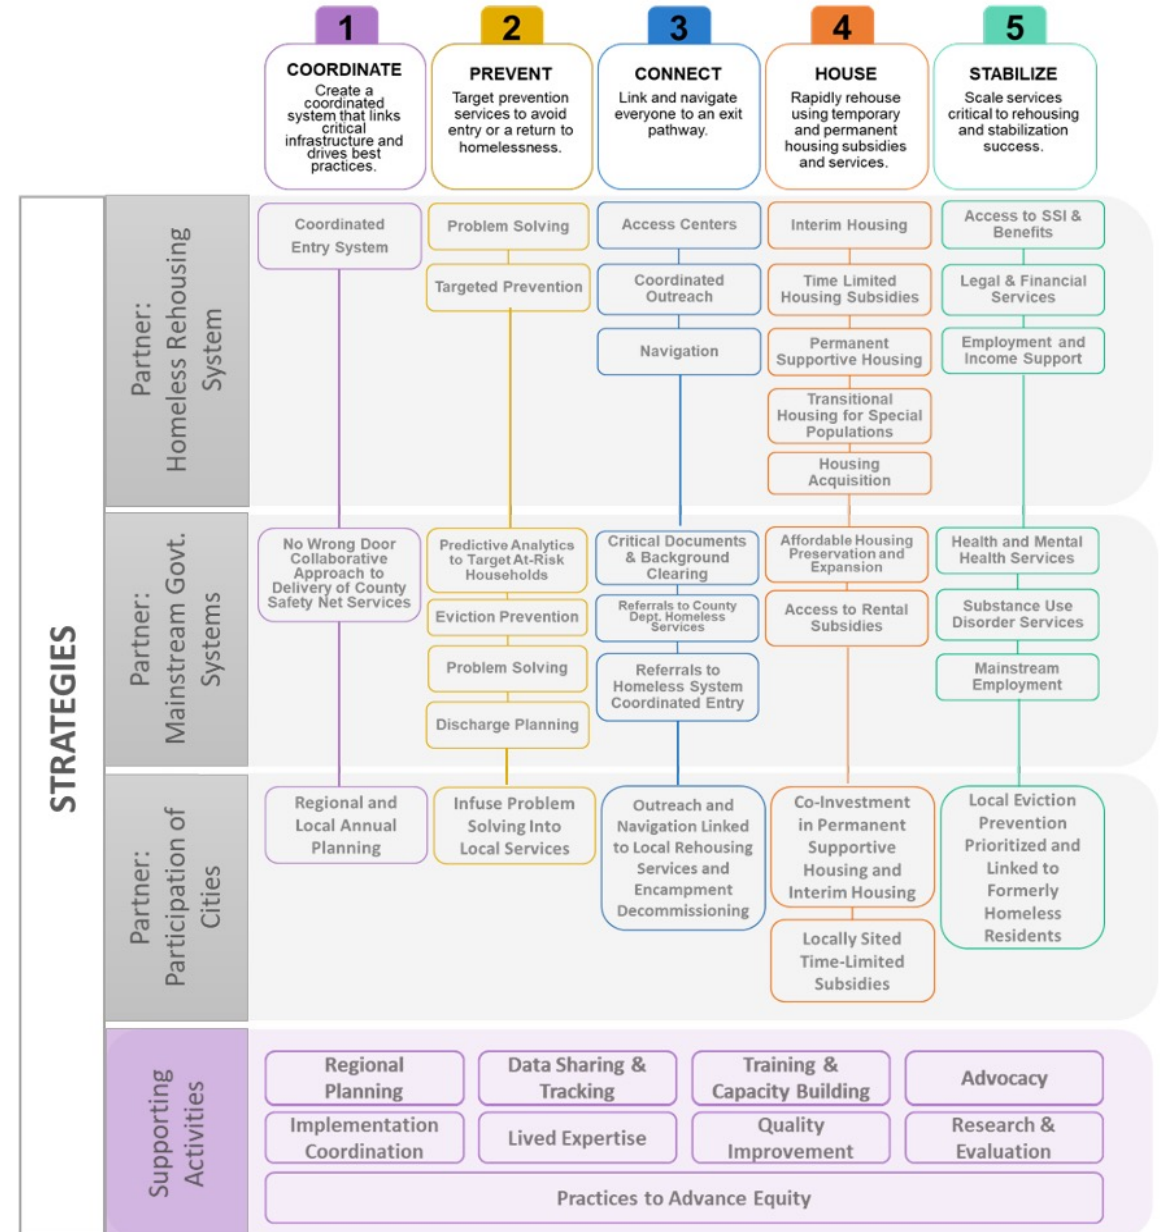 1
COORDINATE
Create a
coordinated
system that links
critical
infrastructure and
drives best
practices.
2
PREVENT
Target prevention
services to avoid
entry or a return to
homelessness.
3
CONNECT
Link and navigate
everyone to an exit
pathway.
4
HOUSE
Rapidly rehouse
using temporary
and permanent
housing subsidies
and services.
5
STABILIZE
Scale services
critical to rehousing
and stabilization
success.
STRATEGIES
Partner:
Homeless Rehousing
System
Coordinated
Entry System
Problem Solving
Targeted Prevention
Access Centers
Coordinated
Outreach
Navigation
Interim Housing
Time Limited
Housing Subsidies
Permanent
Supportive Housing
Transitional
Housing for Special
Populations
Housing
Acquisition
Access to SSI &
Benefits
Legal & Financial
Services
Employment and
Income Support
Partner:
Mainstream Govt.
Systems
No Wrong Door
Collaborative
Approach to
Delivery of County
Safety Net Services
Predictive Analytics
to Target At-Risk
Households
Eviction Prevention
Problem Solving
Discharge Planning
Critical Documents
& Background
Clearing
Referrals to County
Dept. Homeless
Services
Referrals to
Homeless System
Coordinated Entry
Affordable Housing
Preservation and
Expansion
Access to Rental
Subsidies
Health and Mental
Health Services
Substance Use
Disorder Services
Mainstream
Employment
Partner:
Participation of
Cities
Regional and
Local Annual
Planning
Infuse Problem
Solving Into
Local Services
Outreach and
Navigation Linked
to Local Rehousing
Services and
Encampment
Decommissioning
Co-Investment
in Permanent
Supportive
Housing and
Interim Housing
Locally Sited
Time-Limited
Subsidies
Local Eviction
Prevention
Prioritized and
Linked to
Formerly
Homeless
Residents
Supporting
Activities
Regional
Planning
Data Sharing &
Tracking
Training &
Capacity Building
Advocacy
Implementation
Coordination
Lived Expertise
Quality
Improvement
Research &
Evaluation
Practices to Advance Equity